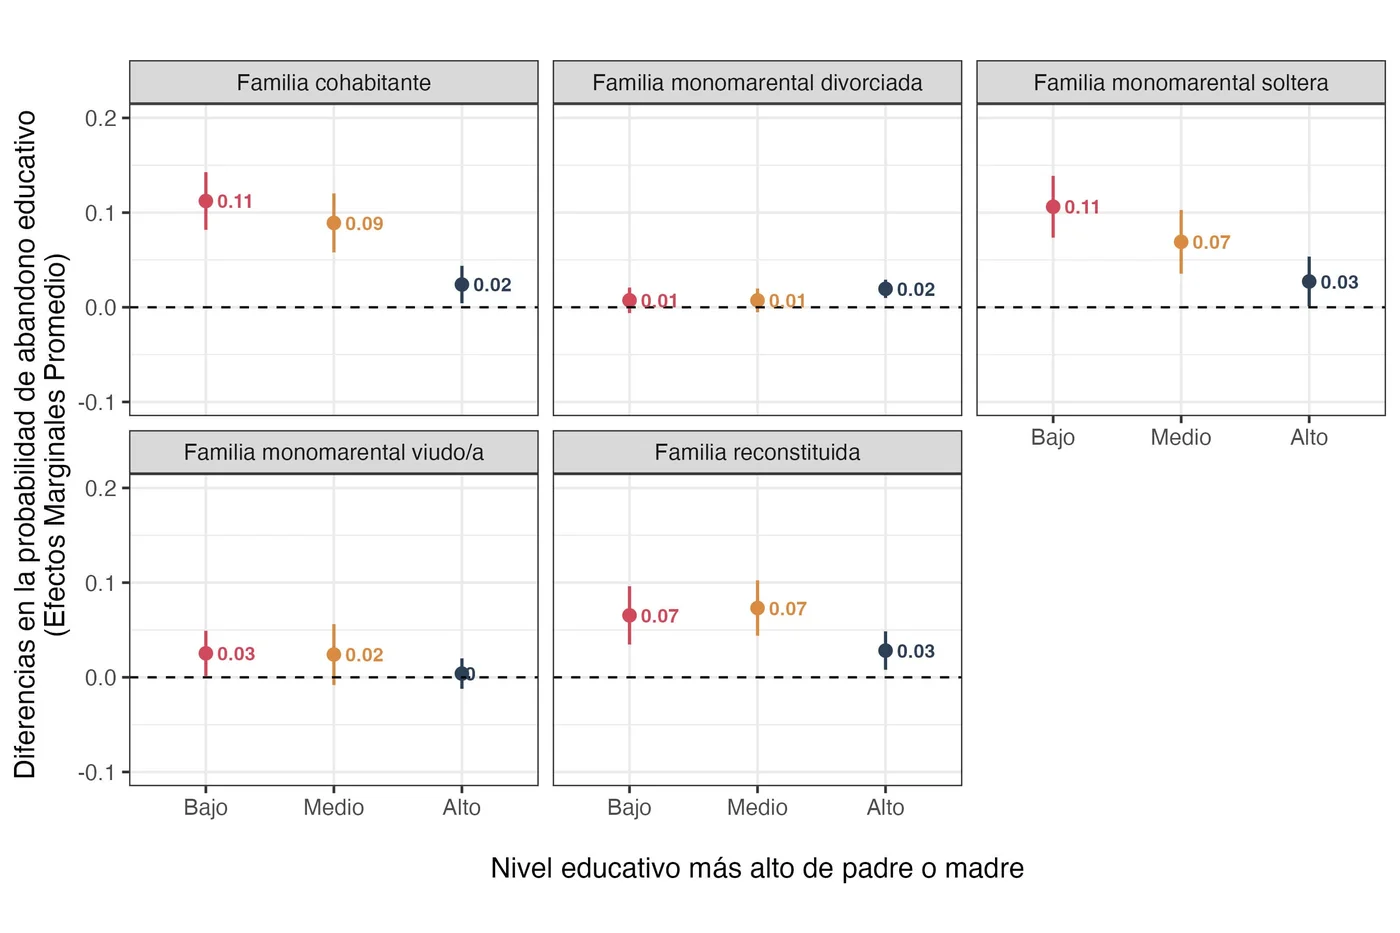 Diferencias en la probabilidad de abandono educativo
(Efectos Marginales Promedio)
Familia cohabitante
Familia monomarental divorciada
Familia monomarental soltera
0.2
0.1
0.0
-0.1
0.11
0.09
0.02
0.01
0.01
0.02
0.11
0.07
0.03
Bajo
Medio
Alto
Familia monomarental viudo/a
Familia reconstituida
0.2
0.1
0.0
-0.1
0.03
0.02
0
0.07
0.07
0.03
Bajo
Medio
Alto
Bajo
Medio
Alto
Nivel educativo más alto de padre o madre